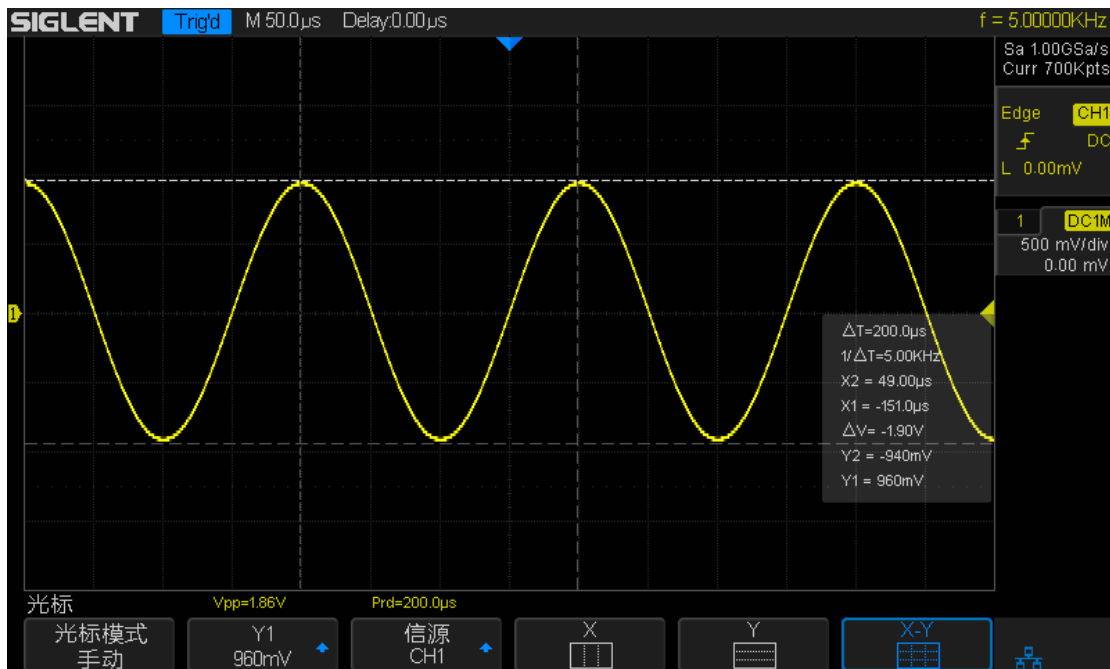 SIGLENT Trig'd M 50.0μs Delay:0.00μs f = 5.00000KHz
Sa 1.00GSa/s
Curr 700Kpts
Edge CH1
DC
L 0.00mV
1 DC1M
500 mV/div
0.00 mV
1
△T=200.0μs
1/△T=5.00KHz
X2 = 49.00μs
X1 = -151.0μs
△V= -1.90V
Y2 = -940mV
Y1 = 960mV
光标 Vpp=1.86V Prd=200.0μs
光标模式 Y1 信源 X Y X-Y
手动 960mV CH1